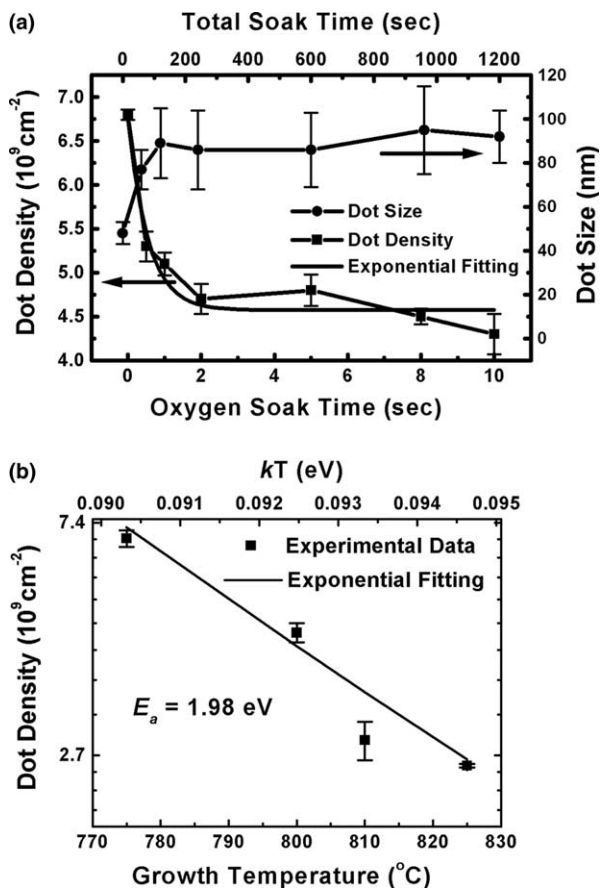 (a)
Total Soak Time (sec)
0 200 400 600 800 1000 1200
7.0
6.5
6.0
5.5
5.0
4.5
4.0
Dot Density (10⁹cm⁻²)
120
100
80
60
40
20
0
Dot Size (nm)
Dot Size
Dot Density
Exponential Fitting
0 2 4 6 8 10
Oxygen Soak Time (sec)
(b)
kT (eV)
0.090 0.091 0.092 0.093 0.094 0.095
7.4
2.7
Dot Density (10⁹cm⁻²)
Experimental Data
Exponential Fitting
Eₐ = 1.98 eV
770 780 790 800 810 820 830
Growth Temperature (°C)